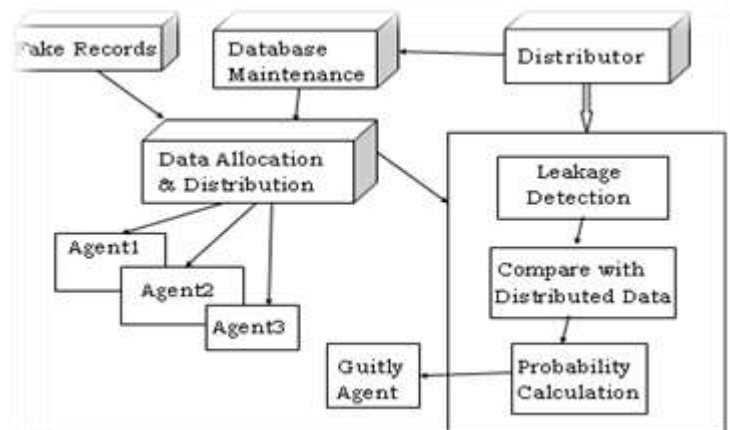 Fake Records
Database
Maintenance
Distributor
Data Allocation
& Distribution
Leakage
Detection
Agent1
Agent2
Agent3
Compare with
Distributed Data
Guitly
Agent
Probability
Calculation